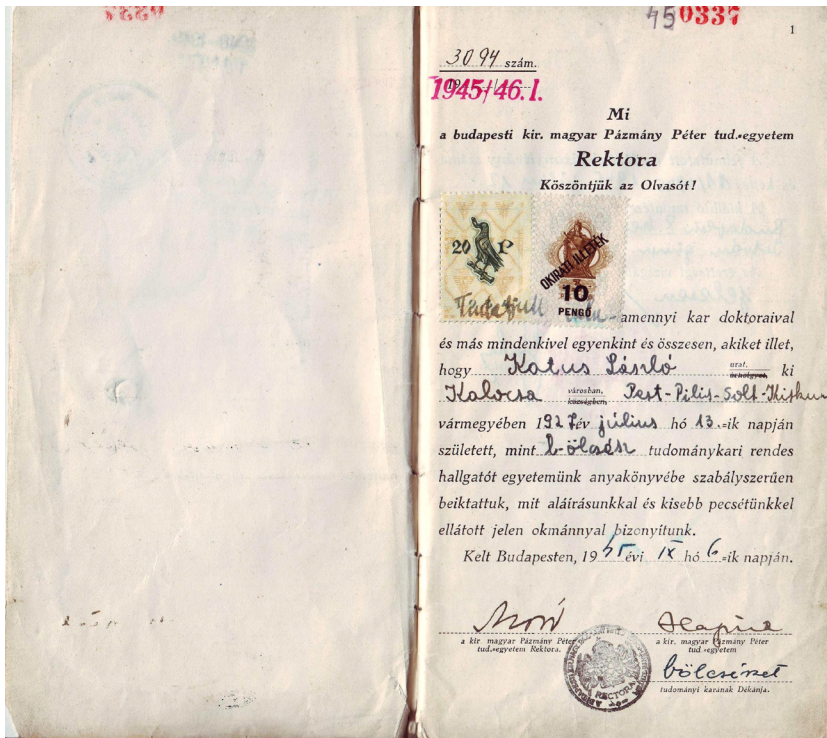 450337
1
3094 szám.
1945/46.I.
Mi
a budapesti kir. magyar Pázmány Péter tud.-egyetem
Rektora
Köszöntjük az Olvasót!
20 P
OKIRATI ILLETÉK
10
PENGŐ
Tudatjuk -amennyi kar doktoraival
és más mindenkivel egyenkint és összesen, akiket illet,
hogy Katus László urat, úrhölgyet, ki
Kalocsa városban, községben, Pest-Pilis-Solt-Kiskun
vármegyében 1927 év július hó 13.-ik napján
született, mint bölcsész tudománykari rendes
hallgatót egyetemünk anyakönyvébe szabályszerűen
beiktattuk, mit aláírásunkkal és kisebb pecsétünkkel
ellátott jelen okmánnyal bizonyítunk.
Kelt Budapesten, 1945 évi IX hó 6-ik napján.
a kir. magyar Pázmány Péter
tud.-egyetem Rektora.
a kir. magyar Pázmány Péter
tud.-egyetem
bölcsészet
tudományi karának Dékánja.
RECTORA